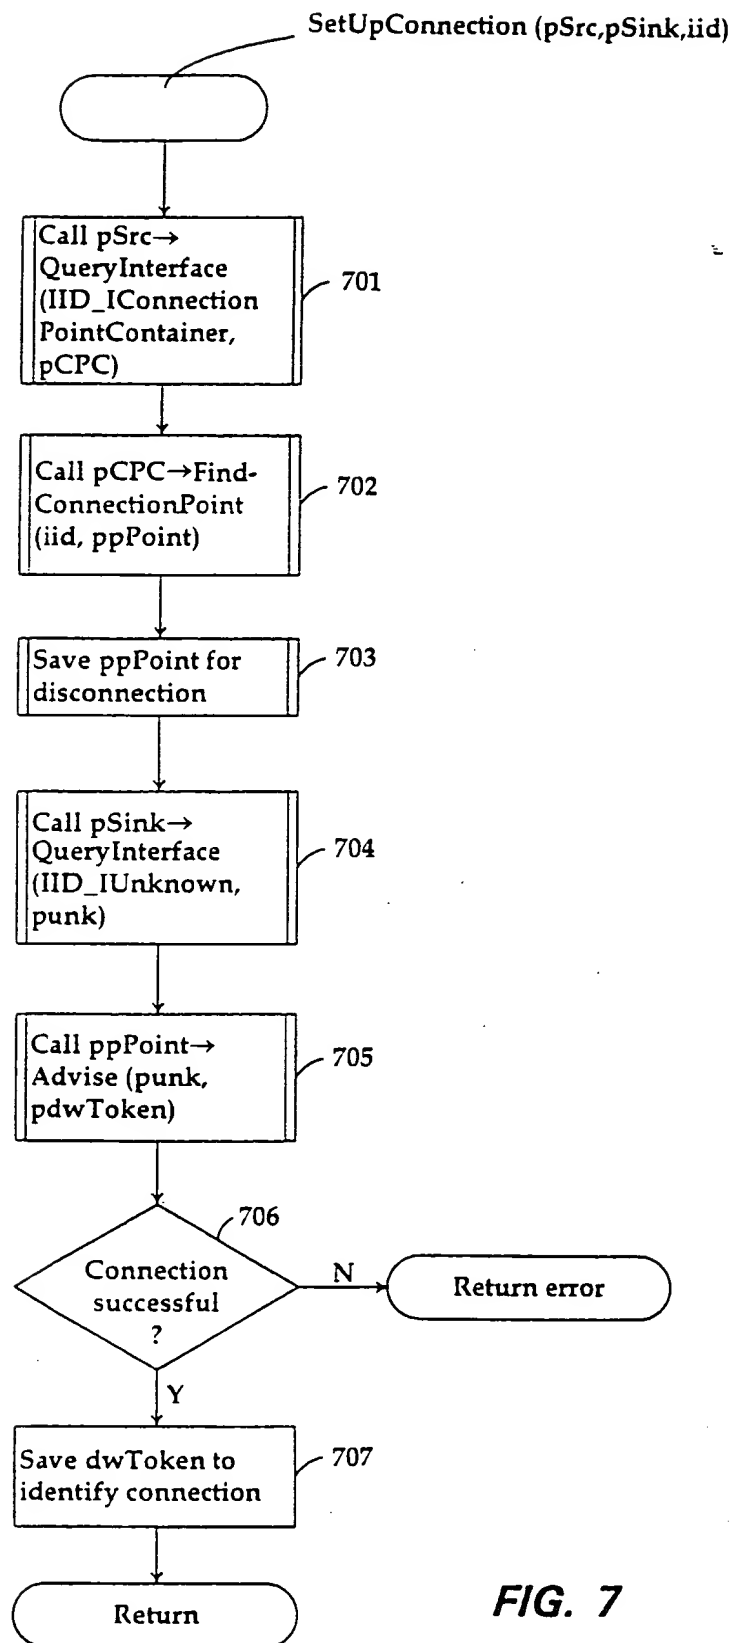 SetUpConnection (pSrc,pSink,iid)
Call pSrc→
QueryInterface
(IID_IConnection
PointContainer,
pCPC)
701
Call pCPC→Find-
ConnectionPoint
(iid, ppPoint)
702
Save ppPoint for
disconnection
703
Call pSink→
QueryInterface
(IID_IUnknown,
punk)
704
Call ppPoint→
Advise (punk,
pdwToken)
705
706
Connection
successful
?
N
Return error
Y
Save dwToken to
identify connection
707
Return
FIG. 7